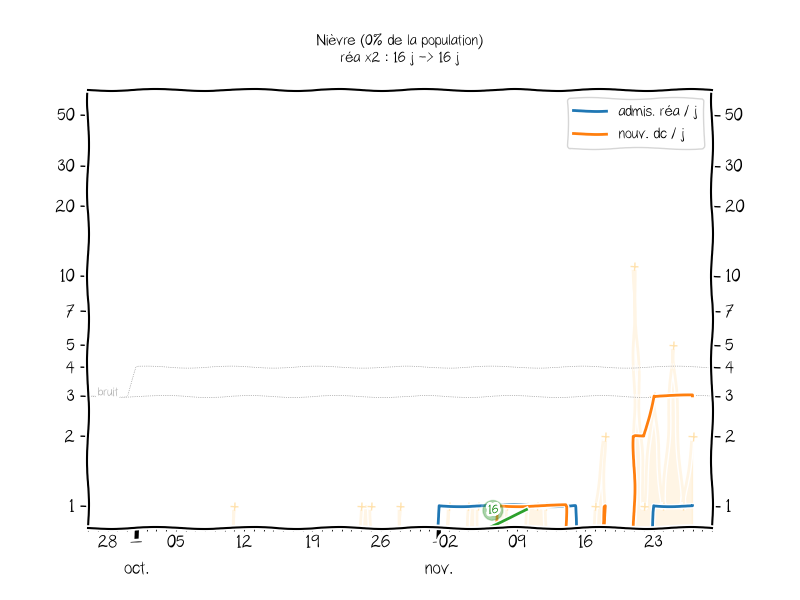 Nièvre (0% de la population)
réa x2 : 16 j -> 16 j
admis. réa / j
nouv. dc / j
50 50
30 30
20 20
10 10
7 7
5 5
4 4
bruit
3 3
2 2
1 1
16
28 05 12 19 26 02 09 16 23
oct. nov.